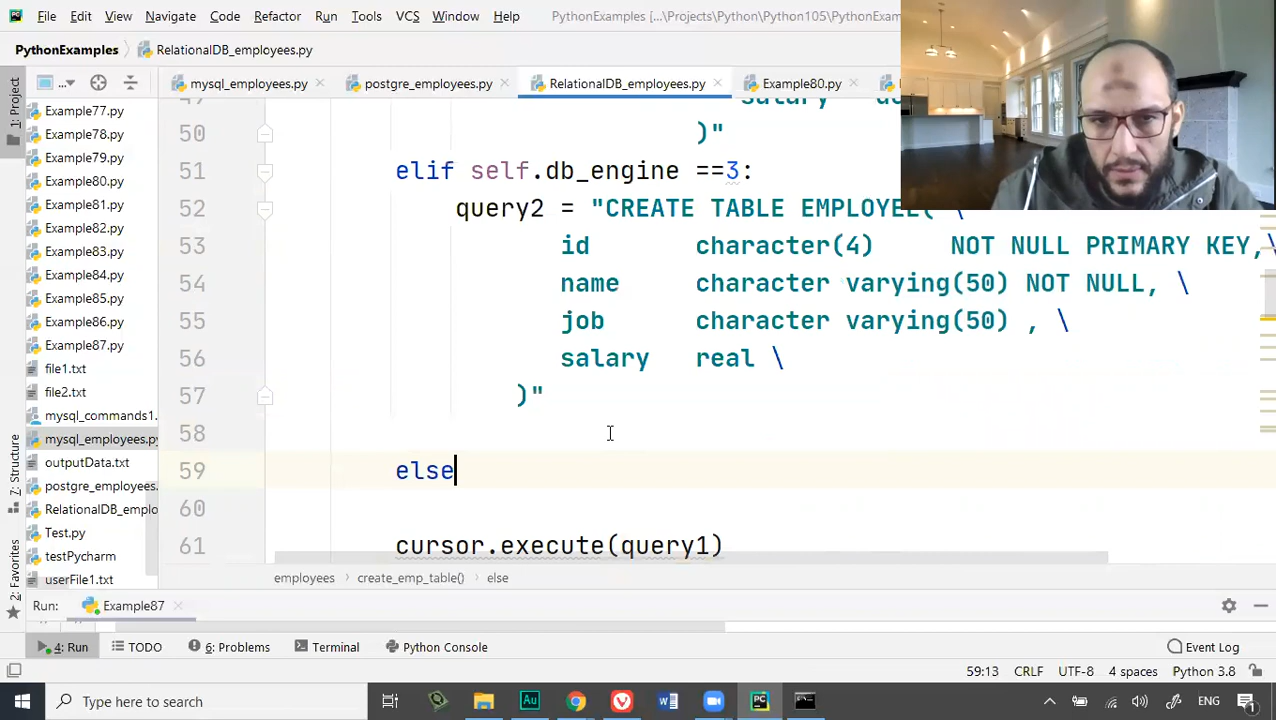 File Edit View Navigate Code Refactor Run Tools VCS Window Help PythonExamples [...\Projects\Python\Python105\PythonExam
PythonExamples RelationalDB_employees.py
mysql_employees.py postgre_employees.py RelationalDB_employees.py Example80.py
1: Project
Example77.py
Example78.py
Example79.py
Example80.py
Example81.py
Example82.py
Example83.py
Example84.py
Example85.py
Example86.py
Example87.py
file1.txt
file2.txt
mysql_commands1.
mysql_employees.py
outputData.txt
postgre_employees.
RelationalDB_emplo
Test.py
testPycharm
userFile1.txt
7: Structure
2: Favorites
salary
50 )"
51 elif self.db_engine ==3:
52 query2 = "CREATE TABLE EMPLOYEE( \
53 id character(4) NOT NULL PRIMARY KEY,\
54 name character varying(50) NOT NULL, \
55 job character varying(50) , \
56 salary real \
57 )"
58
59 else
60
61 cursor.execute(query1)
employees › create_emp_table() › else
Run: Example87
4: Run TODO 6: Problems Terminal Python Console Event Log
59:13 CRLF UTF-8 4 spaces Python 3.8
Type here to search ENG